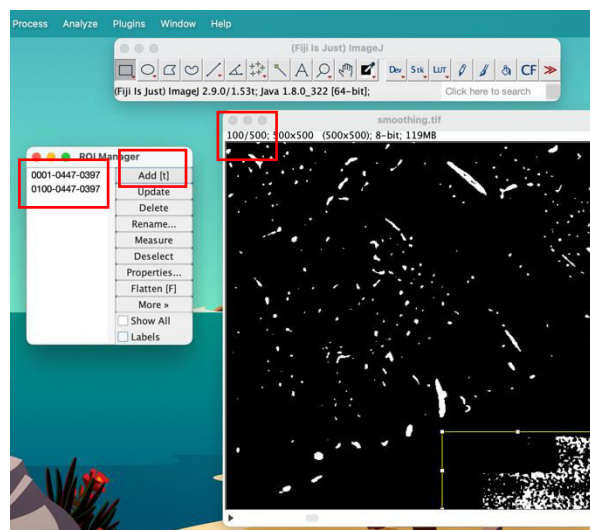 Process Analyze Plugins Window Help
(Fiji Is Just) ImageJ
Dev Stk LUT CF
(Fiji Is Just) ImageJ 2.9.0/1.53t; Java 1.8.0_322 [64-bit];
Click here to search
smoothing.tif
100/500; 500x500 (500x500); 8-bit; 119MB
ROI Manager
0001-0447-0397
0100-0447-0397
Add [t]
Update
Delete
Rename...
Measure
Deselect
Properties...
Flatten [F]
More »
Show All
Labels